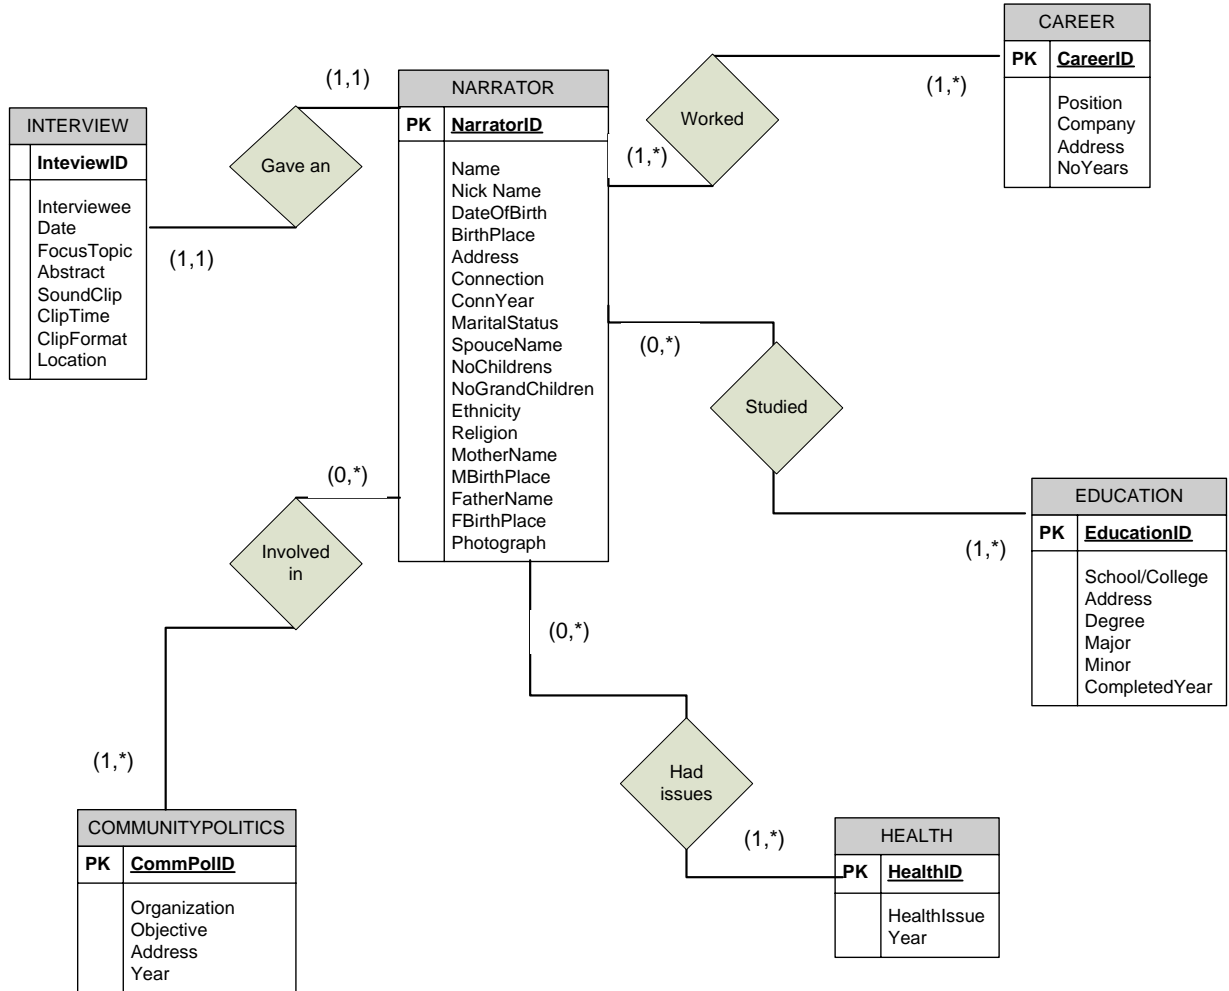 CAREER
PK CareerID
Position
Company
Address
NoYears
(1,*)
Worked
(1,*)
(1,1)
NARRATOR
PK NarratorID
Name
Nick Name
DateOfBirth
BirthPlace
Address
Connection
ConnYear
MaritalStatus
SpouceName
NoChildrens
NoGrandChildren
Ethnicity
Religion
MotherName
MBirthPlace
FatherName
FBirthPlace
Photograph
INTERVIEW
InteviewID
Interviewee
Date
FocusTopic
Abstract
SoundClip
ClipTime
ClipFormat
Location
Gave an
(1,1)
(0,*)
Studied
(1,*)
EDUCATION
PK EducationID
School/College
Address
Degree
Major
Minor
CompletedYear
(0,*)
Involved
in
(1,*)
COMMUNITYPOLITICS
PK CommPolID
Organization
Objective
Address
Year
(0,*)
Had
issues
(1,*)
HEALTH
PK HealthID
HealthIssue
Year